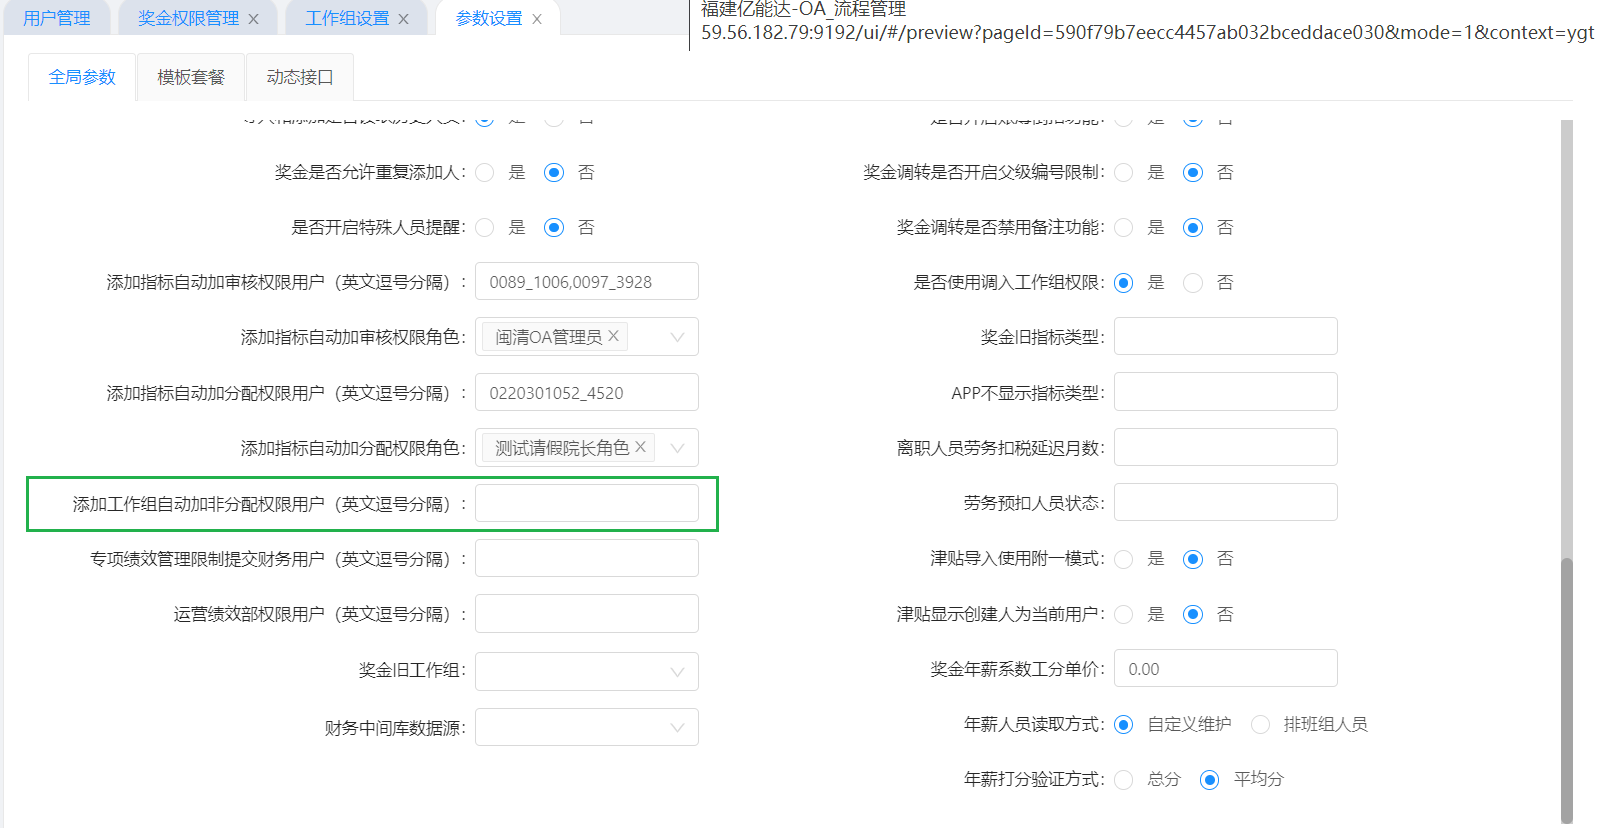 用户管理 奖金权限管理 工作组设置 参数设置
福建亿能达-OA_流程管理
59.56.182.79:9192/ui/#/preview?pageId=590f79b7eecc4457ab032bceddace030&mode=1&context=ygt
全局参数 模板套餐 动态接口
奖金是否允许重复添加人: 是 否 奖金调转是否开启父级编号限制: 是 否
是否开启特殊人员提醒: 是 否 奖金调转是否禁用备注功能: 是 否
添加指标自动加审核权限用户（英文逗号分隔）: 0089_1006,0097_3928 是否使用调入工作组权限: 是 否
添加指标自动加审核权限角色: 闽清OA管理员 奖金旧指标类型:
添加指标自动加分配权限用户（英文逗号分隔）: 0220301052_4520 APP不显示指标类型:
添加指标自动加分配权限角色: 测试请假院长角色 离职人员劳务扣税延迟月数:
添加工作组自动加非分配权限用户（英文逗号分隔）: 劳务预扣人员状态:
专项绩效管理限制提交财务用户（英文逗号分隔）: 津贴导入使用附一模式: 是 否
运营绩效部权限用户（英文逗号分隔）: 津贴显示创建人为当前用户: 是 否
奖金旧工作组: 奖金年薪系数工分单价: 0.00
财务中间库数据源: 年薪人员读取方式: 自定义维护 排班组人员
年薪打分验证方式: 总分 平均分